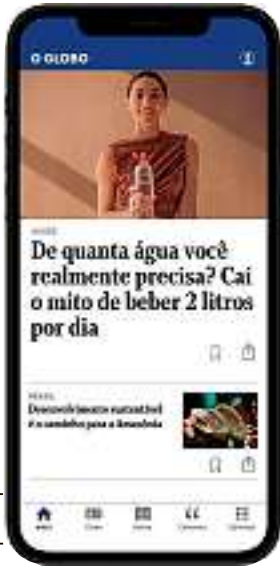 O GLOBO
De quanta água você
realmente precisa? Cai
o mito de beber 2 litros
por dia
BRASIL
Desenvolvimento sustentável
é o caminho para a Amazônia